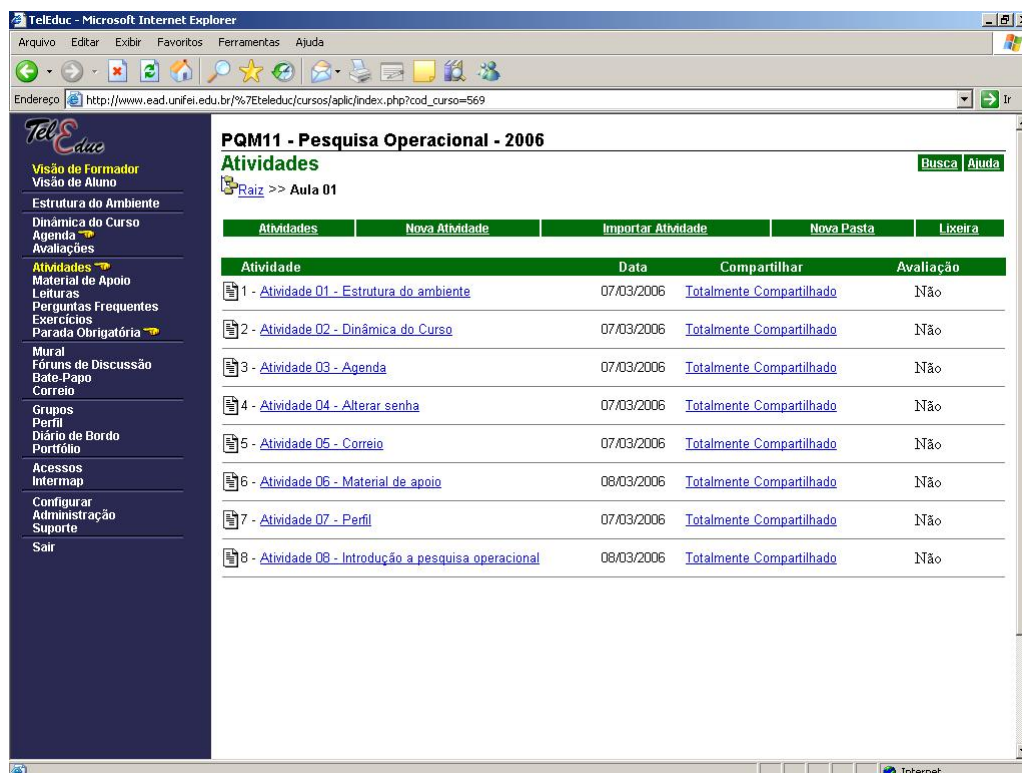 TelEduc - Microsoft Internet Explorer
Arquivo Editar Exibir Favoritos Ferramentas Ajuda
Endereço http://www.ead.unifei.edu.br/%7Eteleduc/cursos/aplic/index.php?cod_curso=569 Ir
TelEduc
Visão de Formador
Visão de Aluno
Estrutura do Ambiente
Dinâmica do Curso
Agenda
Avaliações
Atividades
Material de Apoio
Leituras
Perguntas Frequentes
Exercícios
Parada Obrigatória
Mural
Fóruns de Discussão
Bate-Papo
Correio
Grupos
Perfil
Diário de Bordo
Portfólio
Acessos
Intermap
Configurar
Administração
Suporte
Sair
PQM11 - Pesquisa Operacional - 2006
Atividades Busca Ajuda
Raiz >> Aula 01
Atividades Nova Atividade Importar Atividade Nova Pasta Lixeira
Atividade Data Compartilhar Avaliação
1 - Atividade 01 - Estrutura do ambiente 07/03/2006 Totalmente Compartilhado Não
2 - Atividade 02 - Dinâmica do Curso 07/03/2006 Totalmente Compartilhado Não
3 - Atividade 03 - Agenda 07/03/2006 Totalmente Compartilhado Não
4 - Atividade 04 - Alterar senha 07/03/2006 Totalmente Compartilhado Não
5 - Atividade 05 - Correio 07/03/2006 Totalmente Compartilhado Não
6 - Atividade 06 - Material de apoio 08/03/2006 Totalmente Compartilhado Não
7 - Atividade 07 - Perfil 07/03/2006 Totalmente Compartilhado Não
8 - Atividade 08 - Introdução a pesquisa operacional 08/03/2006 Totalmente Compartilhado Não
Internet